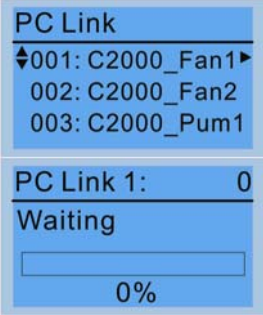 PC Link
001: C2000_Fan1
002: C2000_Fan2
003: C2000_Pum1
PC Link 1: 0
Waiting
0%